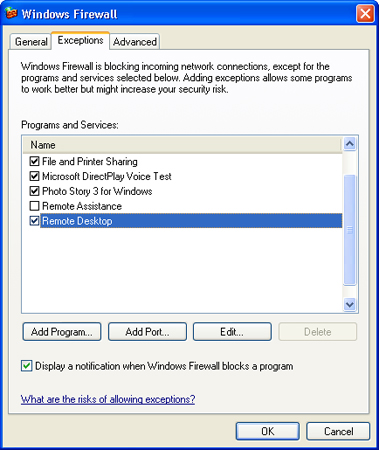 Windows Firewall
General
Exceptions
Advanced
Windows Firewall is blocking incoming network connections, except for the
programs and services selected below. Adding exceptions allows some programs
to work better but might increase your security risk.
Programs and Services:
Name
File and Printer Sharing
Microsoft DirectPlay Voice Test
Photo Story 3 for Windows
Remote Assistance
Remote Desktop
Add Program...
Add Port...
Edit...
Delete
Display a notification when Windows Firewall blocks a program
What are the risks of allowing exceptions?
OK
Cancel